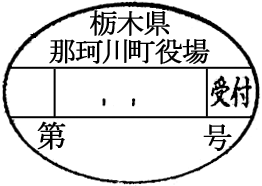 栃木県
那珂川町役場
, , 受付
第 号